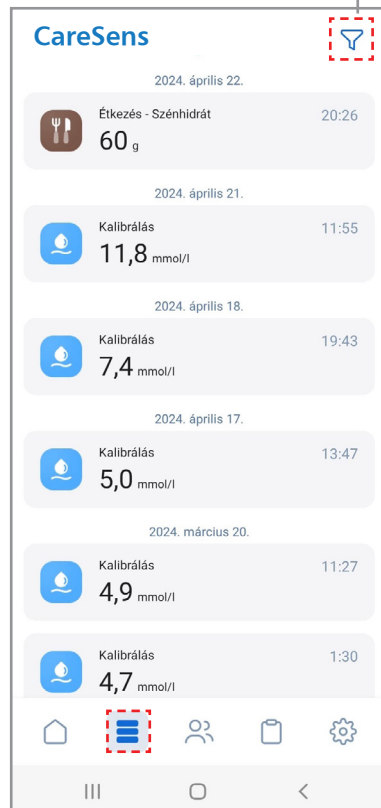 CareSens
2024. április 22.
Étkezés - Szénhidrát
20:26
60 g
2024. április 21.
Kalibrálás
11:55
11,8 mmol/l
2024. április 18.
Kalibrálás
19:43
7,4 mmol/l
2024. április 17.
Kalibrálás
13:47
5,0 mmol/l
2024. március 20.
Kalibrálás
11:27
4,9 mmol/l
Kalibrálás
1:30
4,7 mmol/l